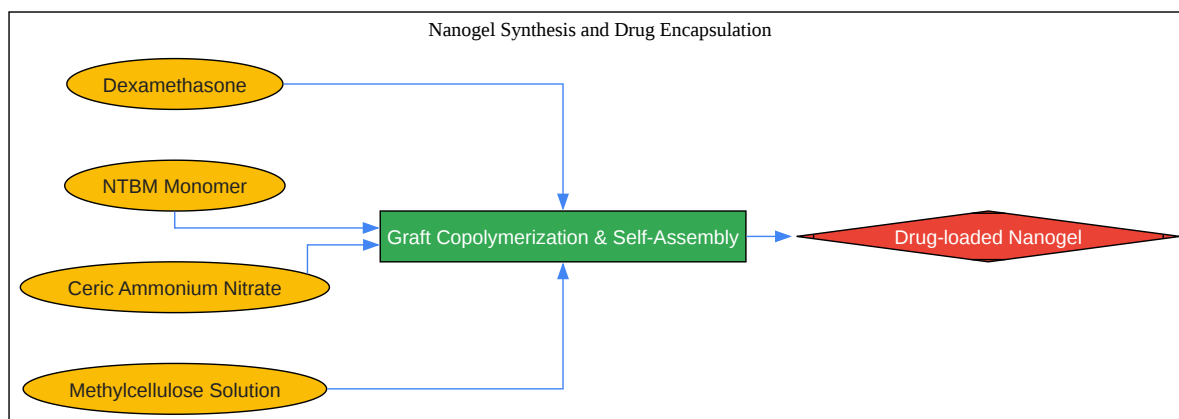 Nanogel Synthesis and Drug Encapsulation
Dexamethasone
NTBM Monomer
Graft Copolymerization & Self-Assembly
Drug-loaded Nanogel
Ceric Ammonium Nitrate
Methylcellulose Solution